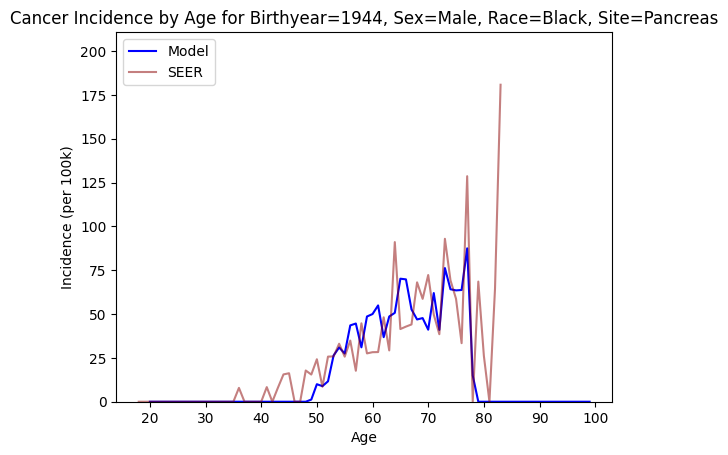 Cancer Incidence by Age for Birthyear=1944, Sex=Male, Race=Black, Site=Pancreas
Model
SEER
200
175
150
125
100
75
50
25
0
Incidence (per 100k)
20 30 40 50 60 70 80 90 100
Age